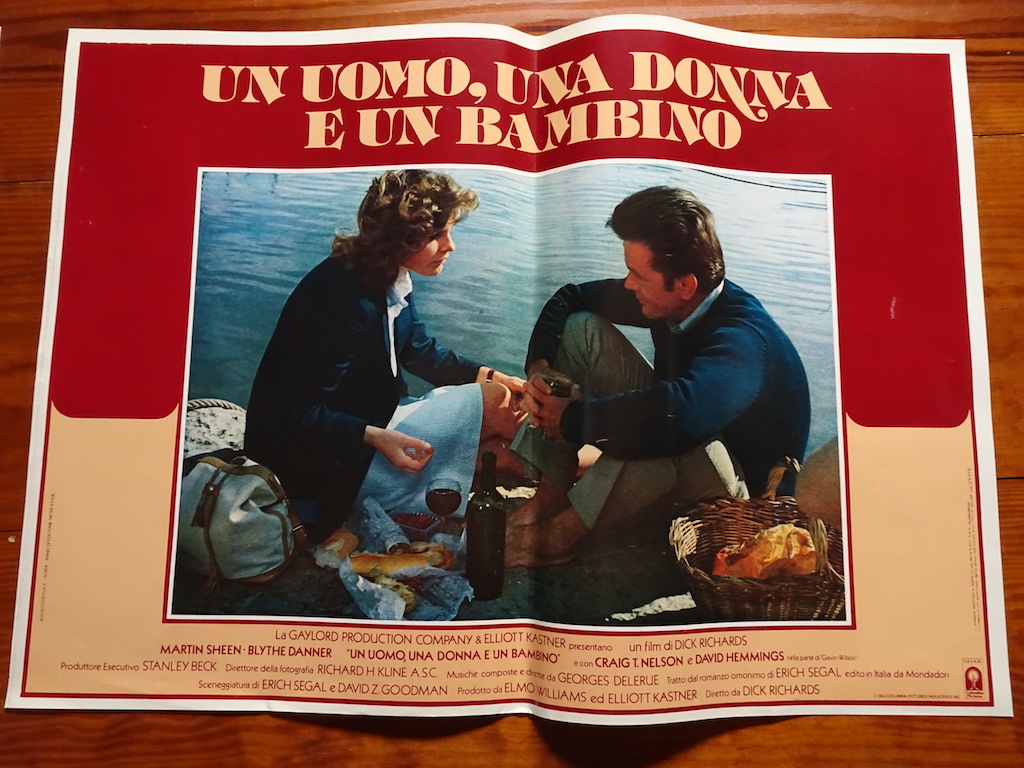 UN UOMO, UNA DONNA
E UN BAMBINO
La GAYLORD PRODUCTION COMPANY & ELLIOTT KASTNER presentano un film di DICK RICHARDS
MARTIN SHEEN · BLYTHE DANNER "UN UOMO, UNA DONNA E UN BAMBINO" e con CRAIG T. NELSON e DAVID HEMMINGS nella parte di "Gavin Wilson"
Produttore Esecutivo STANLEY BECK Direttore della fotografia RICHARD H. KLINE A.S.C. Musiche composte e dirette da GEORGES DELERUE Tratto dal romanzo omonimo di ERICH SEGAL edito in Italia da Mondadori
Sceneggiatura di ERICH SEGAL e DAVID Z. GOODMAN Prodotto da ELMO WILLIAMS ed ELLIOTT KASTNER Diretto da DICK RICHARDS
COLUMBIA PICTURES INDUSTRIES, INC.